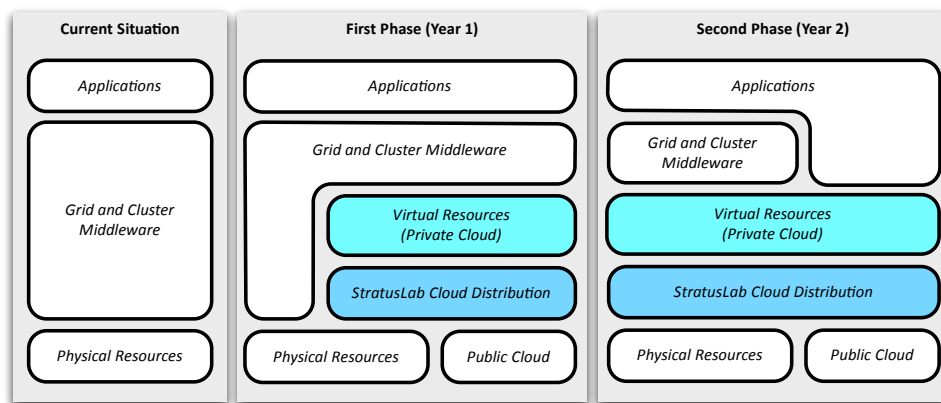 Current Situation
Applications
Grid and Cluster
Middleware
Physical Resources
First Phase (Year 1)
Applications
Grid and Cluster Middleware
Virtual Resources
(Private Cloud)
StratusLab Cloud Distribution
Physical Resources
Public Cloud
Second Phase (Year 2)
Applications
Grid and Cluster
Middleware
Virtual Resources
(Private Cloud)
StratusLab Cloud Distribution
Physical Resources
Public Cloud